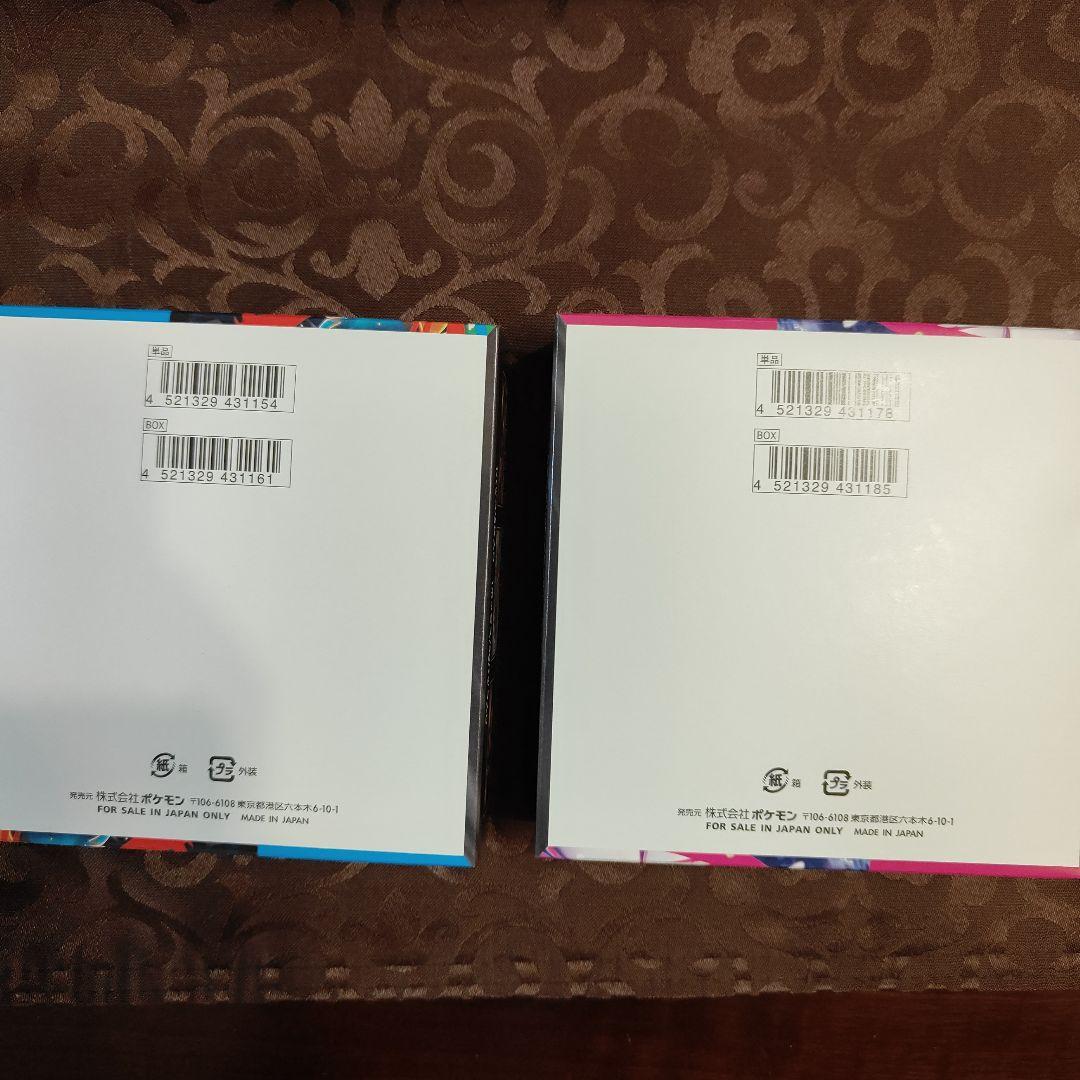 単品
4 521329 431154
BOX
4 521329 431161
紙 箱
プラ 外装
発売元 株式会社ポケモン 〒106-6108 東京都港区六本木6-10-1
FOR SALE IN JAPAN ONLY MADE IN JAPAN
単品
4 521329 431178
BOX
4 521329 431185
紙 箱
プラ 外装
発売元 株式会社ポケモン 〒106-6108 東京都港区六本木6-10-1
FOR SALE IN JAPAN ONLY MADE IN JAPAN